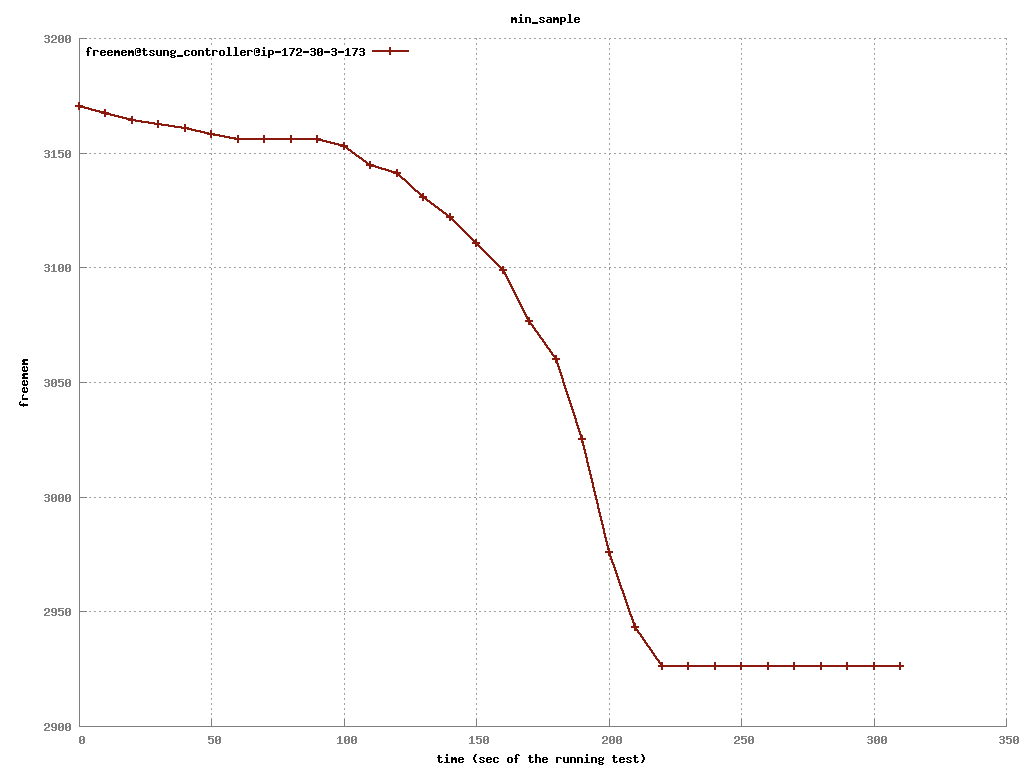 min_sample
3200
freemem@tsung_controller@ip-172-30-3-173
3150
3100
freemem
3050
3000
2950
2900
0 50 100 150 200 250 300 350
time (sec of the running test)